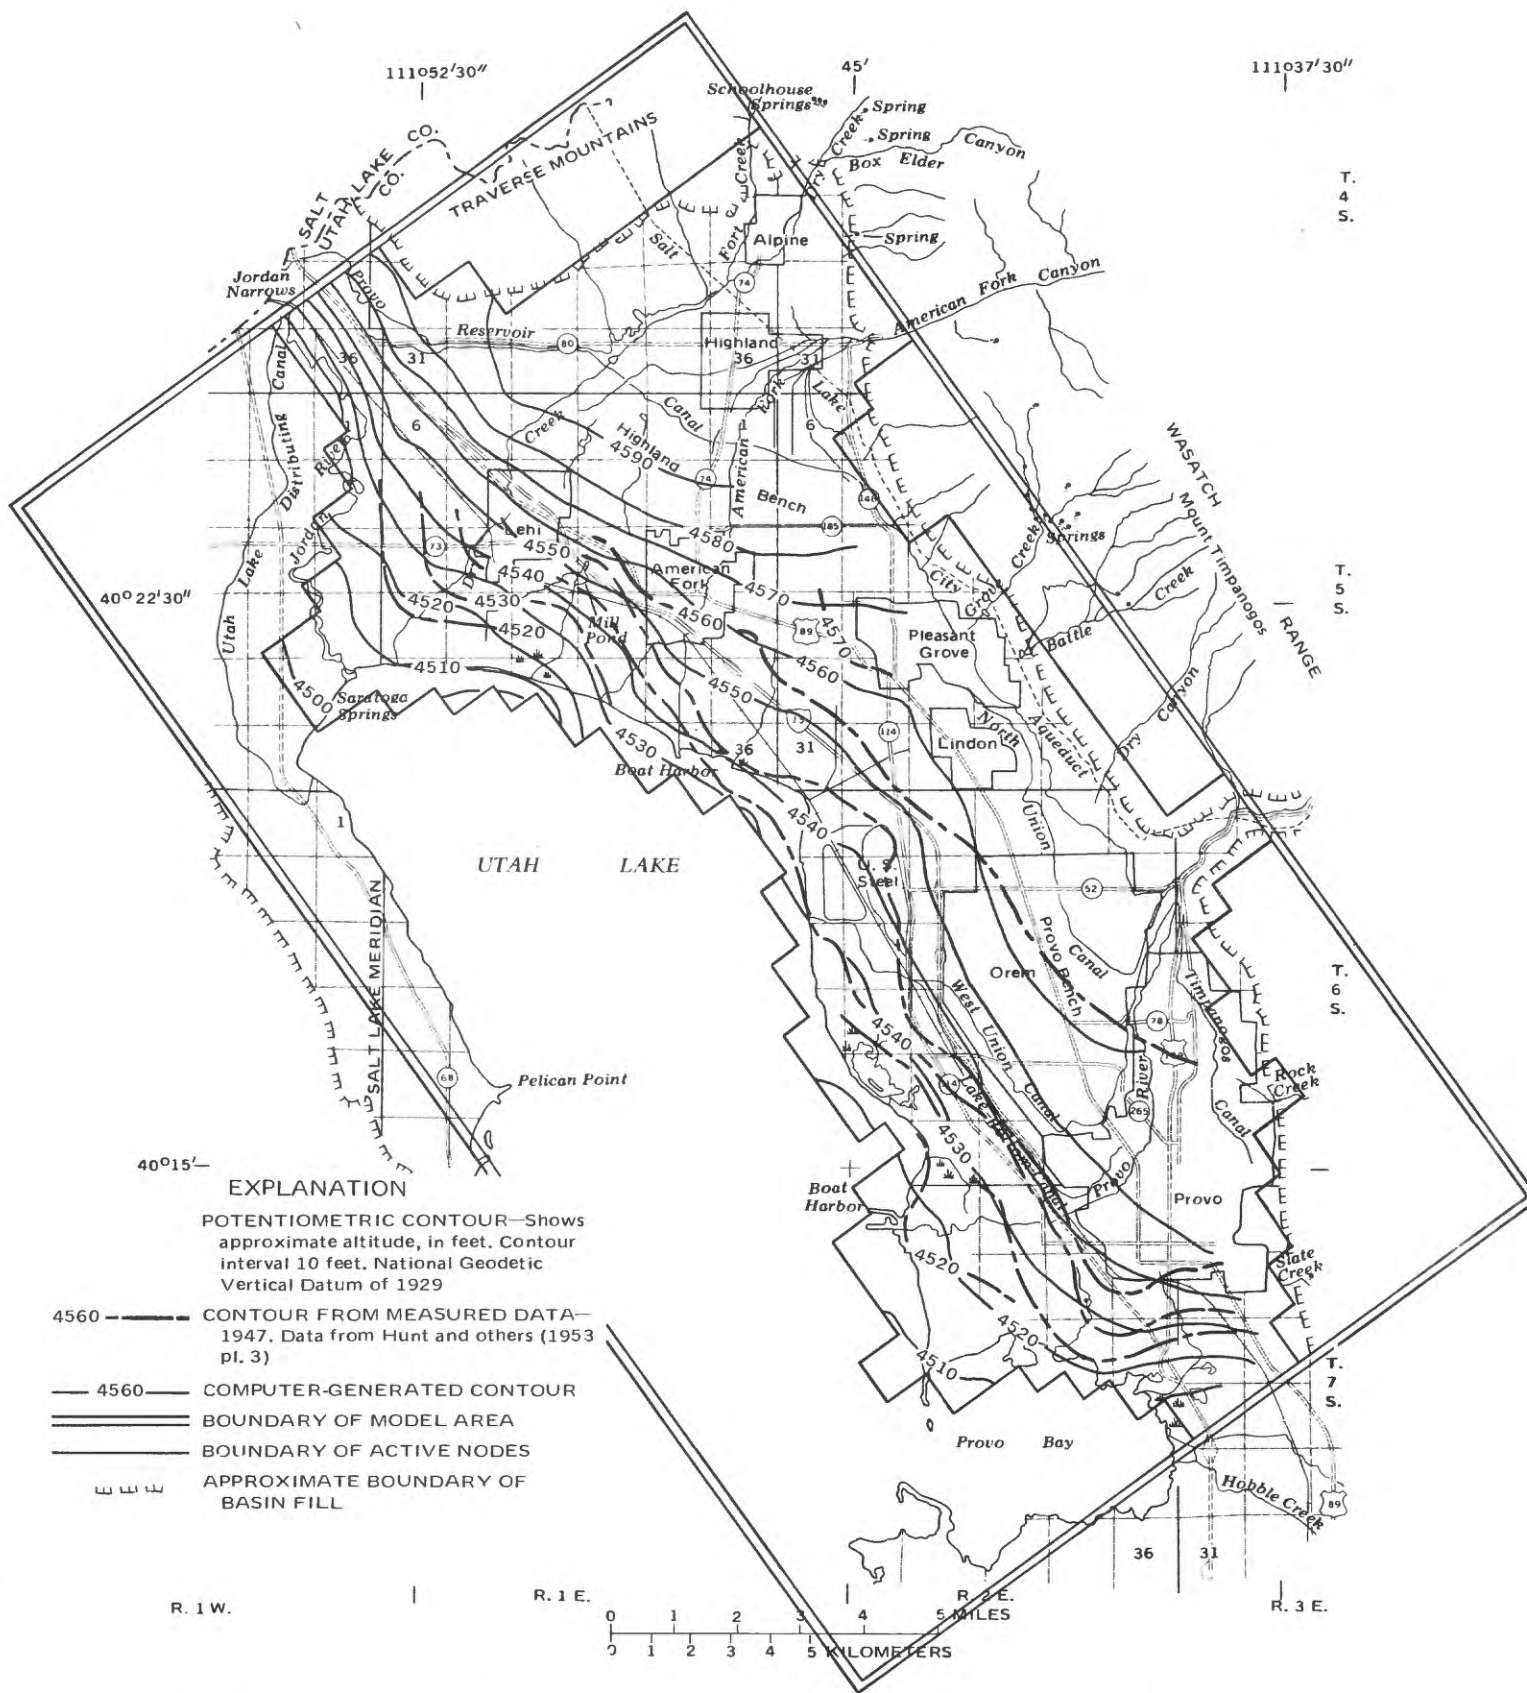 111°52'30"
45'
111°37'30"
Schoolhouse
Springs
Spring
Spring
Dry Creek
Box Elder
Canyon
T.
4
S.
SALT LAKE CO.
UTAH CO.
TRAVERSE MOUNTAINS
Fort
Creek
Salt
Alpine
Spring
74
Jordan
Narrows
Provo
Reservoir
80
Highland
36
31
American Fork Canyon
36
31
Canal
Lake
Fork
1
6
Creek
Canal
1
6
Highland
4590
74
American
Bench
146
WASATCH
RANGE
Mount Timpanogos
Utah
Lake
Distributing
Canal
Jordan
River
Lehi
4550
4580
185
Springs
Creek
73
Dry
4540
American
Fork
City
Grove
Creek
T.
5
S.
40°22'30"
4520
4530
4570
4560
4570
89
4520
Mill
Pond
Pleasant
Grove
Battle
4510
4560
4500
Saratoga
Springs
4550
North
Aqueduct
Dry
Canyon
4530
15
114
Lindon
36
31
Boat Harbor
1
4540
Union
UTAH LAKE
U. S.
Steel
52
SALT LAKE MERIDIAN
Provo Bench
Canal
Orem
Timpanogos
T.
6
S.
West Union
Canal
78
4540
189
68
Pelican Point
114
Lake Bottom Canal
River
265
Rock
Creek
Canal
4530
40°15'
Boat
Harbor
Provo
Provo
EXPLANATION
POTENTIOMETRIC CONTOUR—Shows
approximate altitude, in feet. Contour
interval 10 feet. National Geodetic
Vertical Datum of 1929
4520
Slate
Creek
4560 CONTOUR FROM MEASURED DATA—
1947. Data from Hunt and others (1953
pl. 3)
4520
4510
T.
7
S.
4560 COMPUTER-GENERATED CONTOUR
BOUNDARY OF MODEL AREA
BOUNDARY OF ACTIVE NODES
Provo Bay
APPROXIMATE BOUNDARY OF
BASIN FILL
Hobble Creek
89
36
31
R. 1 W.
R. 1 E.
R. 2 E.
R. 3 E.
0 1 2 3 4 5 MILES
0 1 2 3 4 5 KILOMETERS